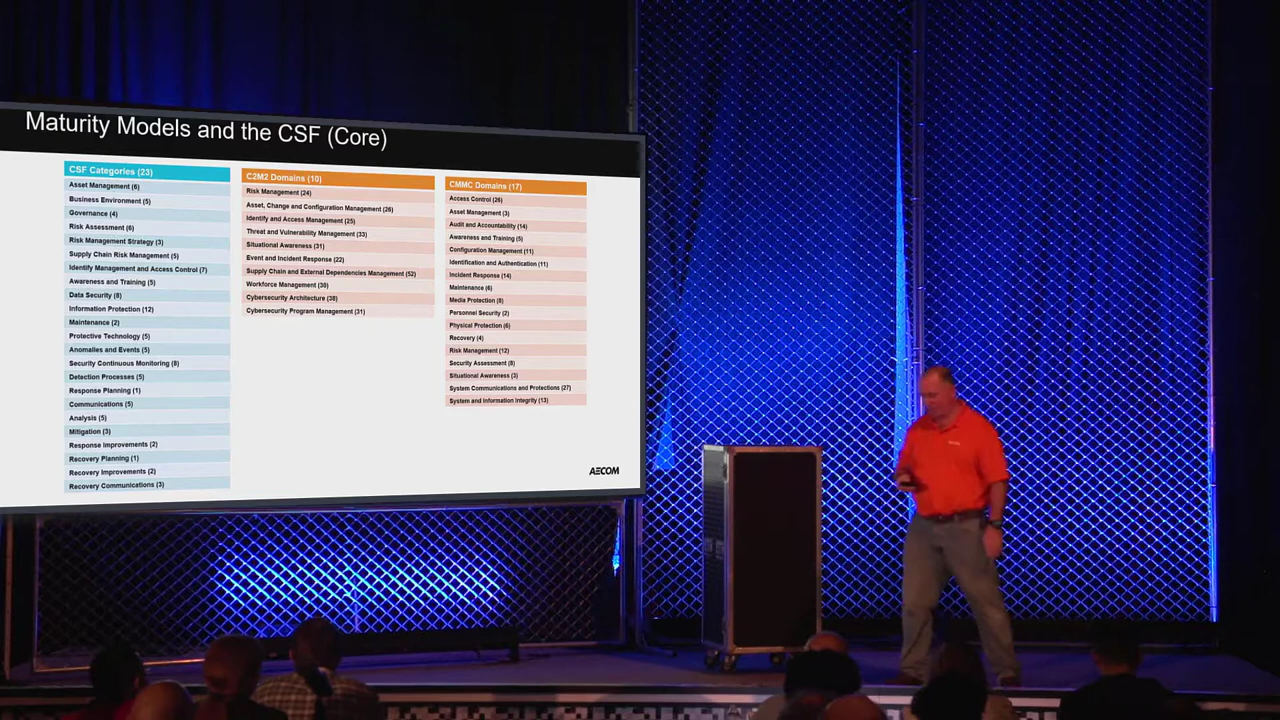 Maturity Models and the CSF (Core)
CSF Categories (23)
Asset Management (6)
Business Environment (5)
Governance (4)
Risk Assessment (6)
Risk Management Strategy (3)
Supply Chain Risk Management (5)
Identify Management and Access Control (7)
Awareness and Training (5)
Data Security (8)
Information Protection (12)
Maintenance (2)
Protective Technology (5)
Anomalies and Events (5)
Security Continuous Monitoring (8)
Detection Processes (5)
Response Planning (1)
Communications (5)
Analysis (5)
Mitigation (3)
Response Improvements (2)
Recovery Planning (1)
Recovery Improvements (2)
Recovery Communications (3)
C2M2 Domains (10)
Risk Management (24)
Asset, Change and Configuration Management (26)
Identify and Access Management (25)
Threat and Vulnerability Management (33)
Situational Awareness (31)
Event and Incident Response (22)
Supply Chain and External Dependencies Management (52)
Workforce Management (30)
Cybersecurity Architecture (38)
Cybersecurity Program Management (31)
CMMC Domains (17)
Access Control (26)
Asset Management (3)
Audit and Accountability (14)
Awareness and Training (5)
Configuration Management (11)
Identification and Authentication (11)
Incident Response (14)
Maintenance (6)
Media Protection (8)
Personnel Security (2)
Physical Protection (6)
Recovery (4)
Risk Management (12)
Security Assessment (8)
Situational Awareness (3)
System Communications and Protections (27)
System and Information Integrity (13)
AECOM